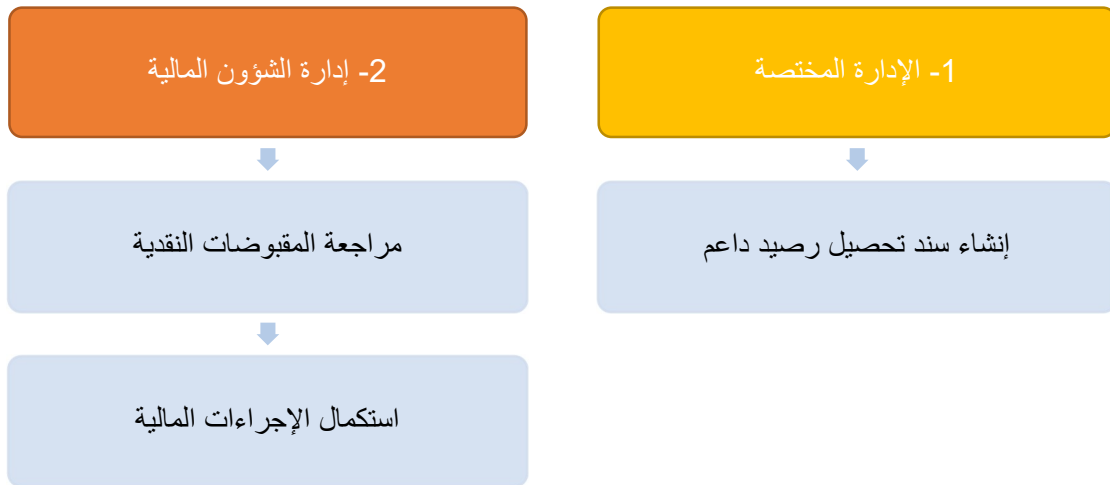 1- الإدارة المختصة
إنشاء سند تحصيل رصيد داعم
2- إدارة الشؤون المالية
مراجعة المقبوضات النقدية
استكمال الإجراءات المالية